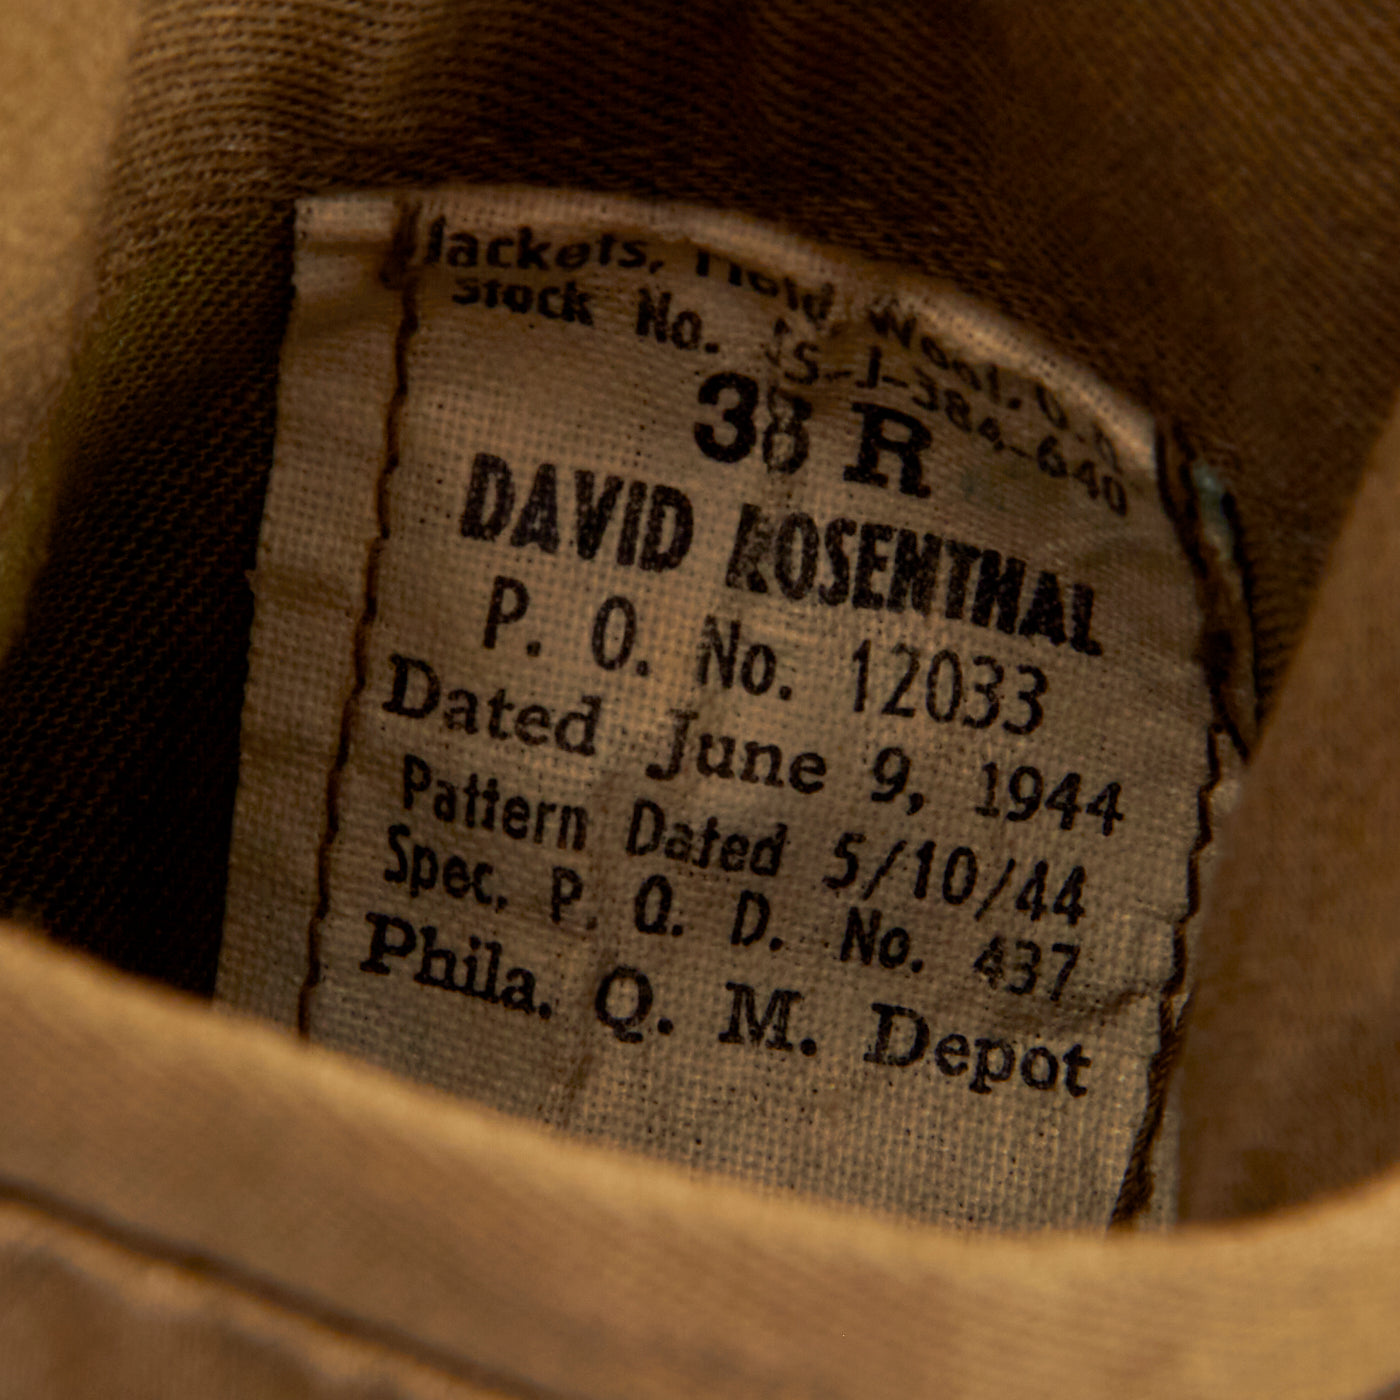 Jackets, Field, Wool, O.D.
Stock No. 55-J-384-640
38 R
DAVID ROSENTHAL
P. O. No. 12033
Dated June 9, 1944
Pattern Dated 5/10/44
Spec. P. Q. D. No. 437
Phila. Q. M. Depot